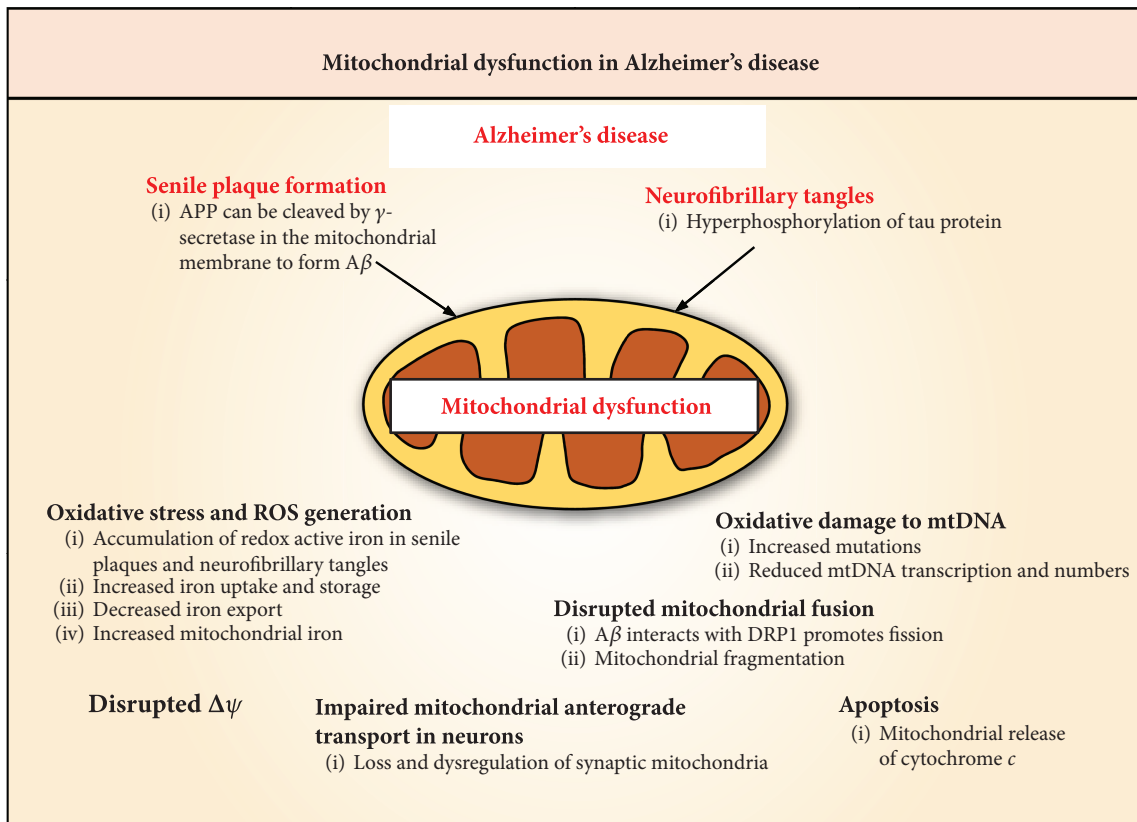 Mitochondrial dysfunction in Alzheimer’s disease
Alzheimer’s disease
Senile plaque formation
(i) APP can be cleaved by γ-
secretase in the mitochondrial
membrane to form Aβ
Neurofibrillary tangles
(i) Hyperphosphorylation of tau protein
Mitochondrial dysfunction
Oxidative stress and ROS generation
(i) Accumulation of redox active iron in senile
plaques and neurofibrillary tangles
(ii) Increased iron uptake and storage
(iii) Decreased iron export
(iv) Increased mitochondrial iron
Oxidative damage to mtDNA
(i) Increased mutations
(ii) Reduced mtDNA transcription and numbers
Disrupted mitochondrial fusion
(i) Aβ interacts with DRP1 promotes fission
(ii) Mitochondrial fragmentation
Disrupted Δψ
Impaired mitochondrial anterograde
transport in neurons
(i) Loss and dysregulation of synaptic mitochondria
Apoptosis
(i) Mitochondrial release
of cytochrome c